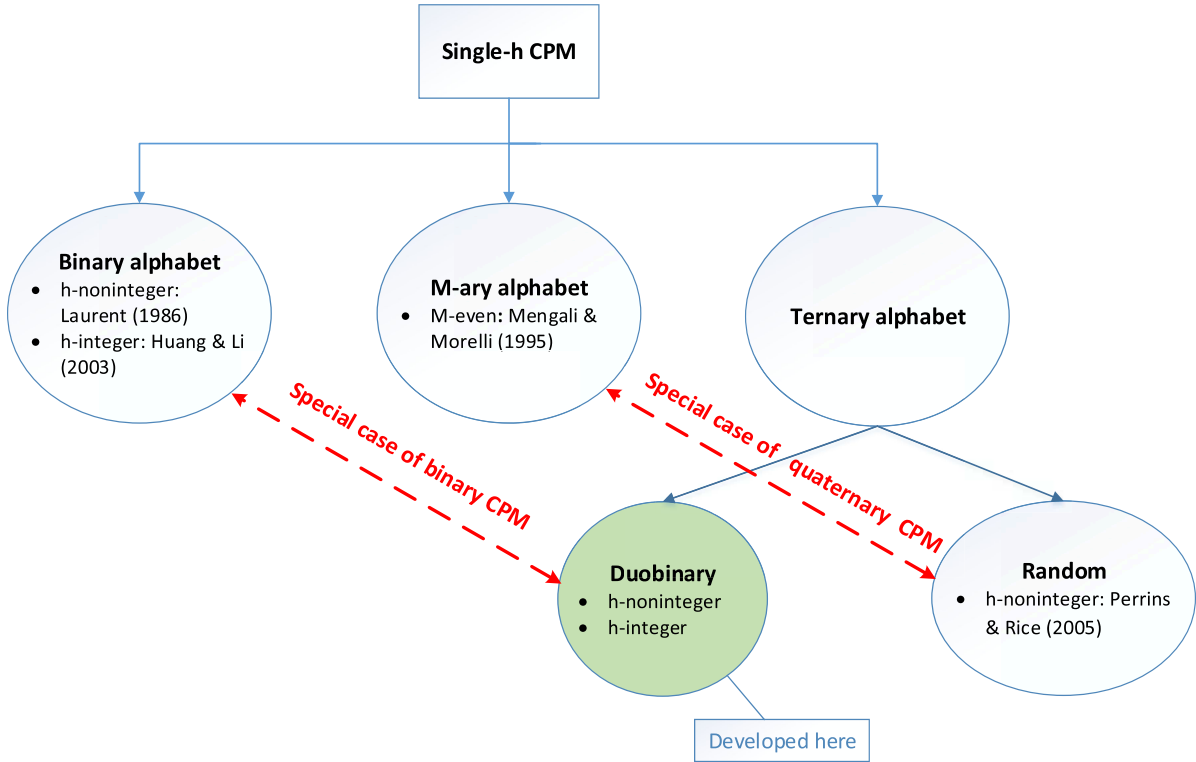 Single-h CPM
Binary alphabet
• h-noninteger:
Laurent (1986)
• h-integer: Huang & Li
(2003)
M-ary alphabet
• M-even: Mengali &
Morelli (1995)
Ternary alphabet
Special case of binary CPM
Special case of quaternary CPM
Duobinary
• h-noninteger
• h-integer
Random
• h-noninteger: Perrins
& Rice (2005)
Developed here